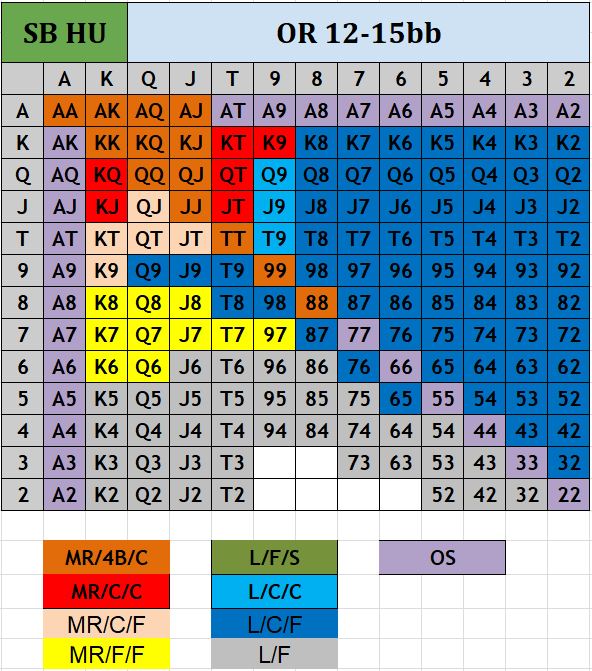 SB HU OR 12-15bb
A K Q J T 9 8 7 6 5 4 3 2
A AA AK AQ AJ AT A9 A8 A7 A6 A5 A4 A3 A2
K AK KK KQ KJ KT K9 K8 K7 K6 K5 K4 K3 K2
Q AQ KQ QQ QJ QT Q9 Q8 Q7 Q6 Q5 Q4 Q3 Q2
J AJ KJ QJ JJ JT J9 J8 J7 J6 J5 J4 J3 J2
T AT KT QT JT TT T9 T8 T7 T6 T5 T4 T3 T2
9 A9 K9 Q9 J9 T9 99 98 97 96 95 94 93 92
8 A8 K8 Q8 J8 T8 98 88 87 86 85 84 83 82
7 A7 K7 Q7 J7 T7 97 87 77 76 75 74 73 72
6 A6 K6 Q6 J6 T6 96 86 76 66 65 64 63 62
5 A5 K5 Q5 J5 T5 95 85 75 65 55 54 53 52
4 A4 K4 Q4 J4 T4 94 84 74 64 54 44 43 42
3 A3 K3 Q3 J3 T3 73 63 53 43 33 32
2 A2 K2 Q2 J2 T2 52 42 32 22
MR/4B/C L/F/S OS
MR/C/C L/C/C
MR/C/F L/C/F
MR/F/F L/F